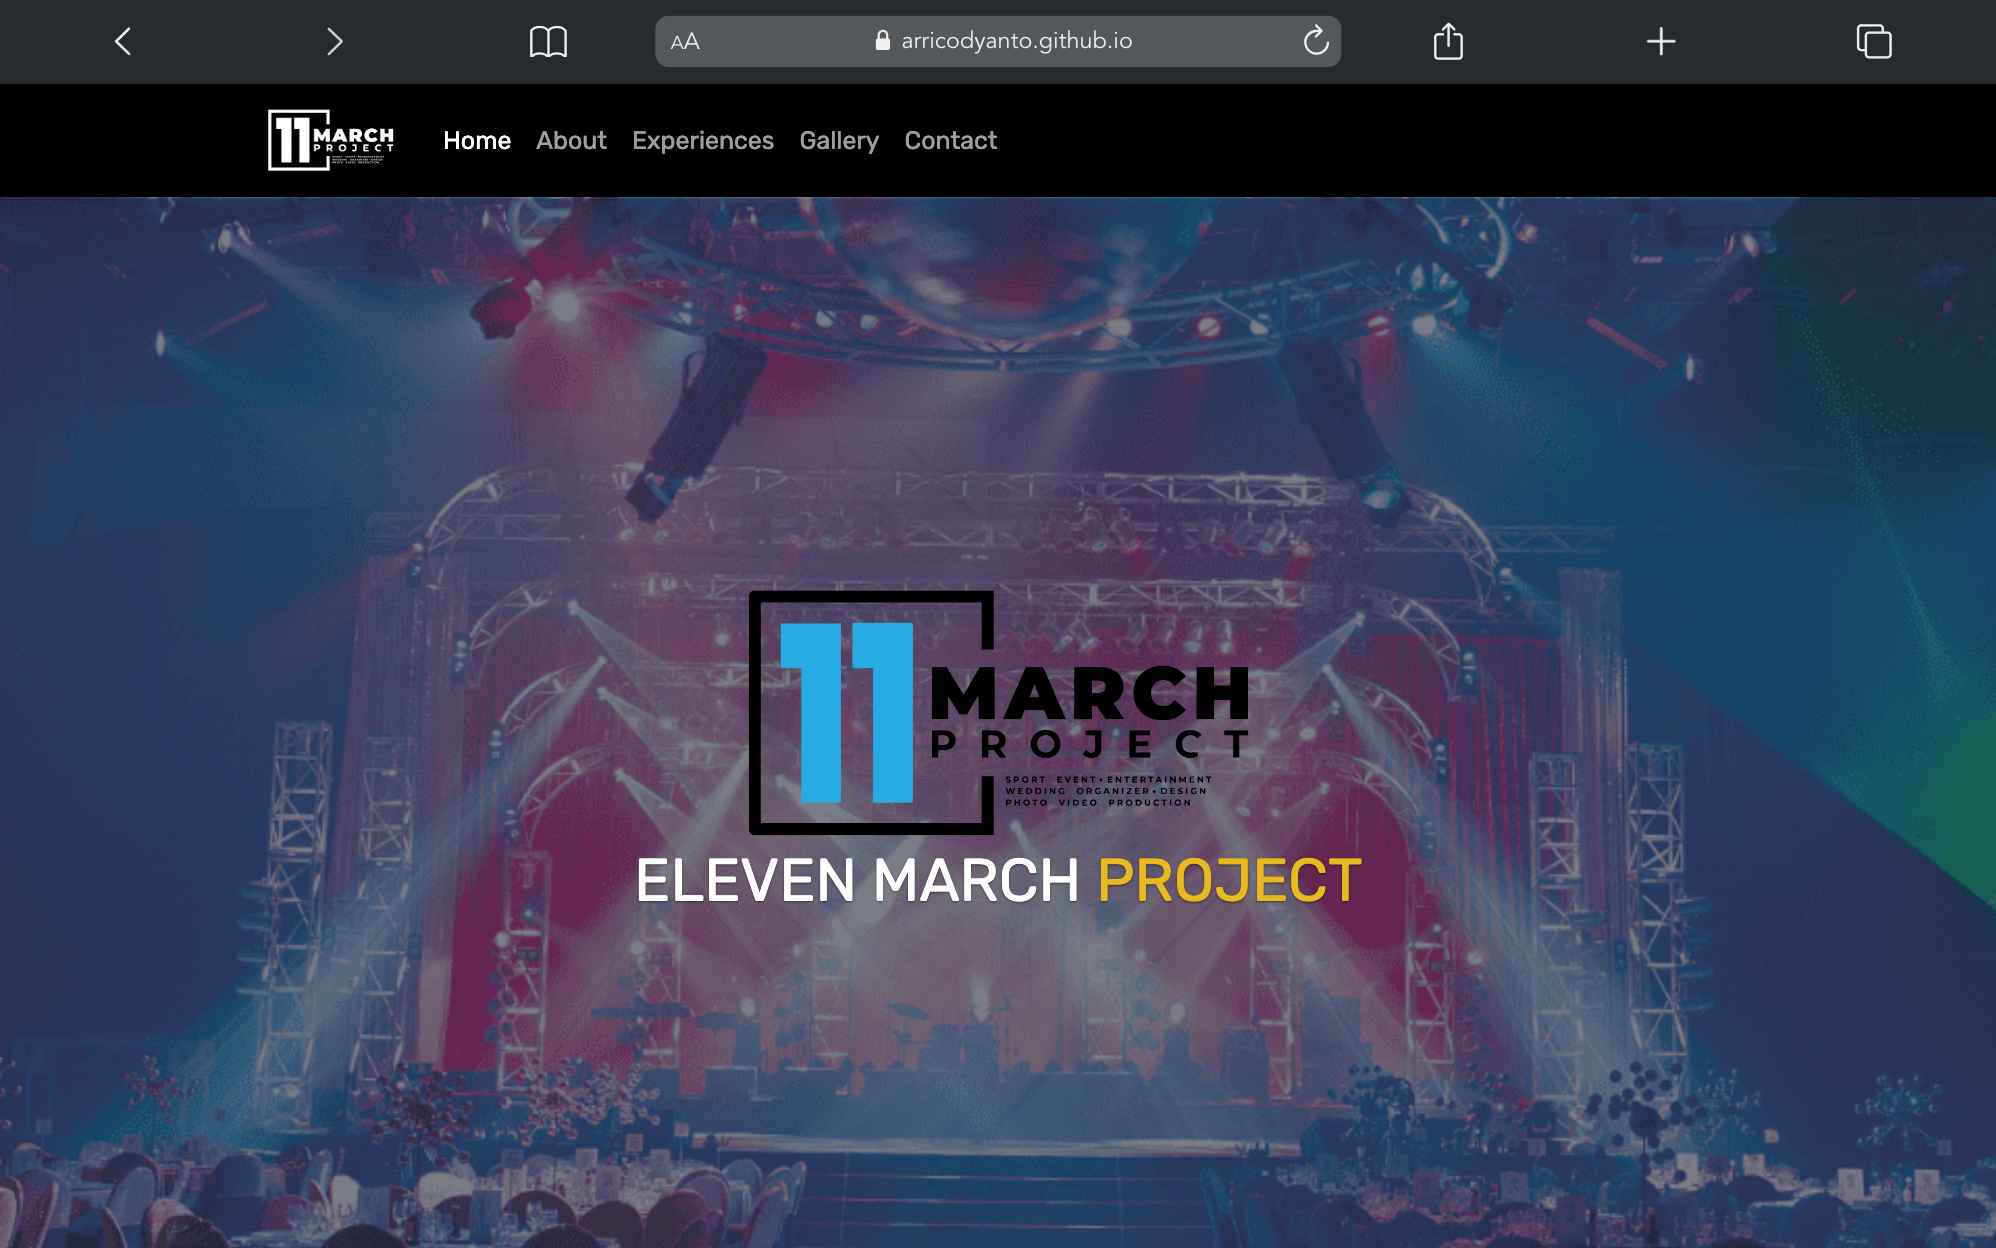 AA arricodyanto.github.io
11 MARCH
PROJECT
Home About Experiences Gallery Contact
11 MARCH
PROJECT
SPORT EVENT • ENTERTAINMENT
WEDDING ORGANIZER • DESIGN
PHOTO VIDEO PRODUCTION
ELEVEN MARCH PROJECT